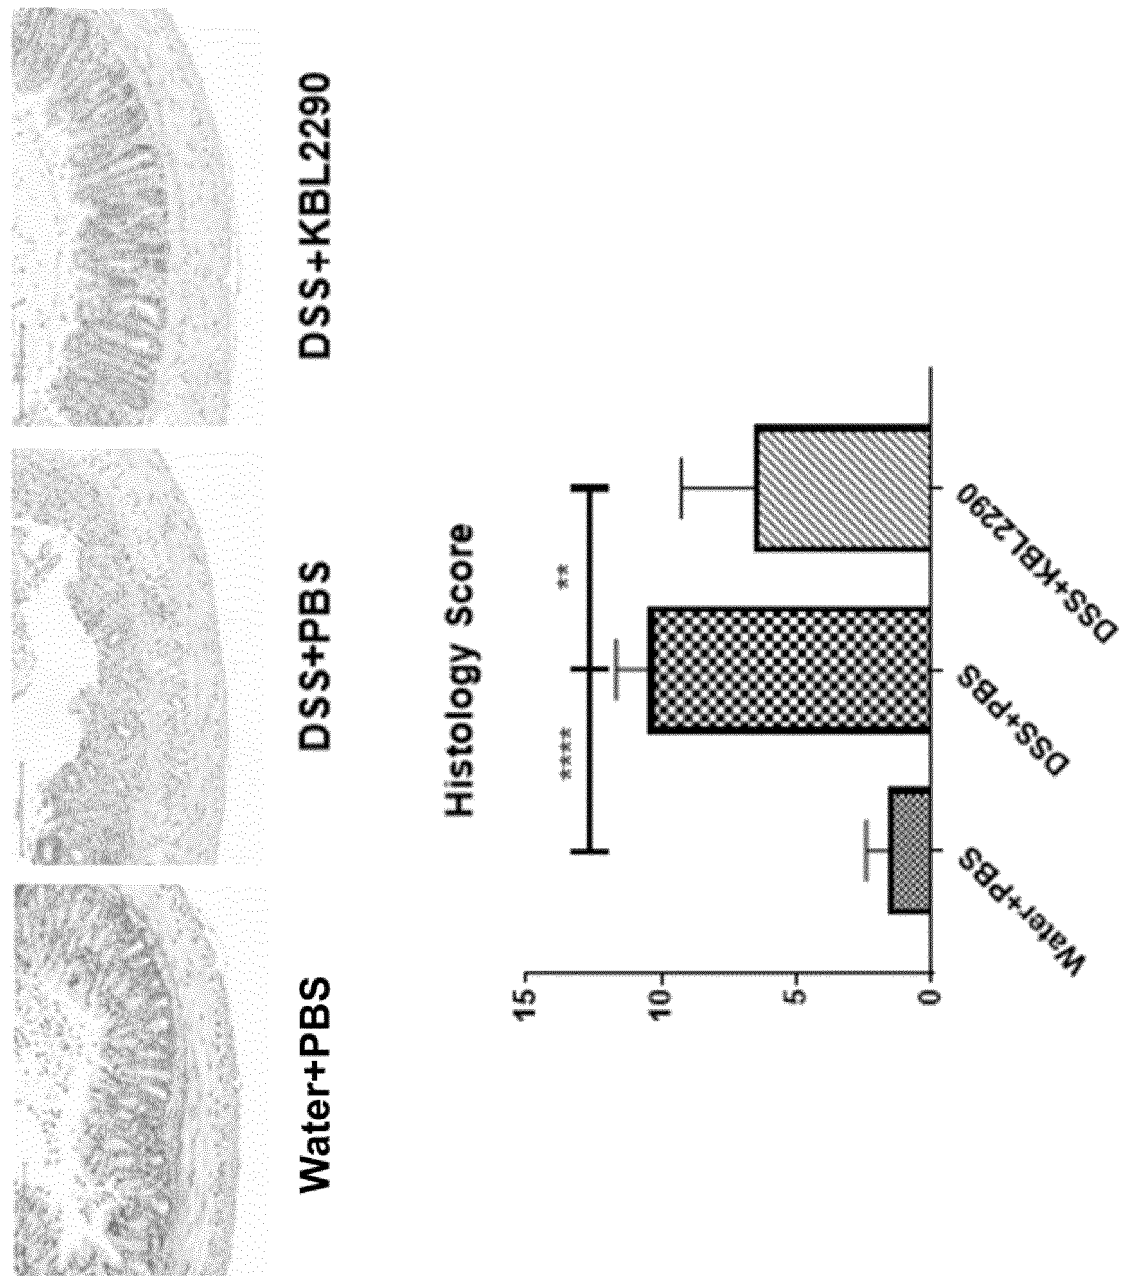 Water+PBS
DSS+PBS
DSS+KBL2290
Histology Score
****
**
15
10
5
0
Water+PBS
DSS+PBS
DSS+KBL2290